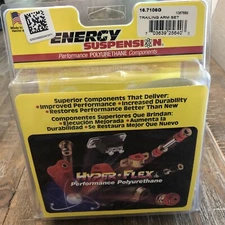 ENERGY
SUSPENSION
Performance POLYURETHANE Components
16.7109G
TRAILING ARM SET
Superior Components That Deliver:
•Improved Performance •Increased Durability
•Restores Better Than New
Componentes Superiores Que Brindan:
•Ejecución Mejorada •Aumenta la
Durabilidad •Se Restaura Mejor Que Nuevo
HYPER•FLEX
Performance Polyurethane